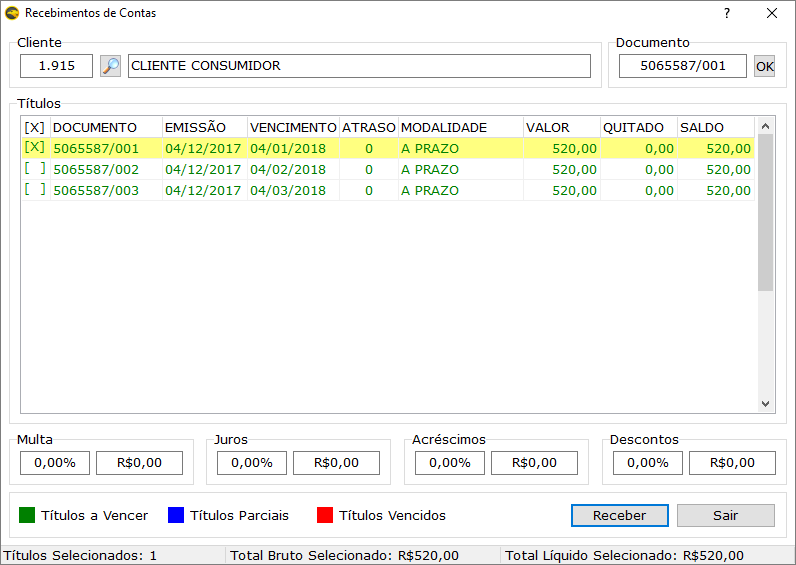 Recebimentos de Contas ?
Cliente Documento
1.915 CLIENTE CONSUMIDOR 5065587/001 OK
Títulos
[X] DOCUMENTO EMISSÃO VENCIMENTO ATRASO MODALIDADE VALOR QUITADO SALDO
[X] 5065587/001 04/12/2017 04/01/2018 0 A PRAZO 520,00 0,00 520,00
[ ] 5065587/002 04/12/2017 04/02/2018 0 A PRAZO 520,00 0,00 520,00
[ ] 5065587/003 04/12/2017 04/03/2018 0 A PRAZO 520,00 0,00 520,00
Multa Juros Acréscimos Descontos
0,00% R$0,00 0,00% R$0,00 0,00% R$0,00 0,00% R$0,00
Títulos a Vencer Títulos Parciais Títulos Vencidos Receber Sair
Títulos Selecionados: 1 Total Bruto Selecionado: R$520,00 Total Líquido Selecionado: R$520,00